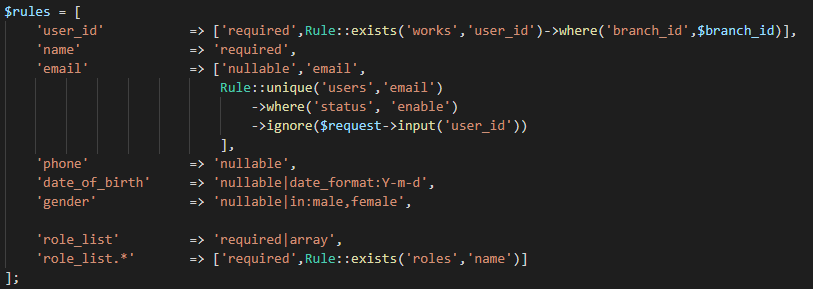 $rules = [
    'user_id'           => ['required',Rule::exists('works','user_id')->where('branch_id',$branch_id)],
    'name'              => 'required',
    'email'             => ['nullable','email',
                            Rule::unique('users','email')
                                ->where('status', 'enable')
                                ->ignore($request->input('user_id'))
                            ],
    'phone'             => 'nullable',
    'date_of_birth'     => 'nullable|date_format:Y-m-d',
    'gender'            => 'nullable|in:male,female',
    'role_list'         => 'required|array',
    'role_list.*'       => ['required',Rule::exists('roles','name')]
];